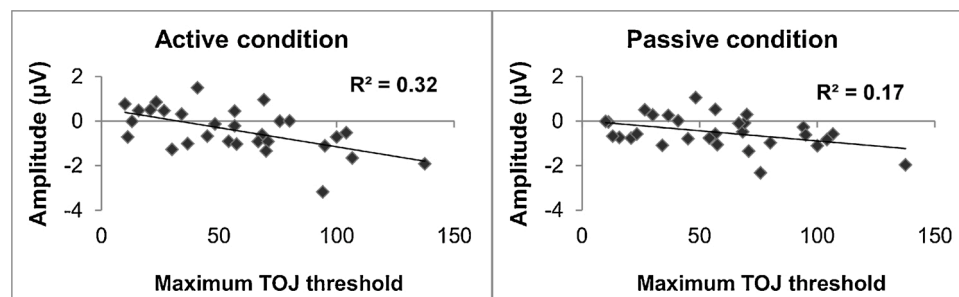 Active condition
R² = 0.32
Amplitude (µV)
2
0
-2
-4
0 50 100 150
Maximum TOJ threshold
Passive condition
R² = 0.17
Amplitude (µV)
2
0
-2
-4
0 50 100 150
Maximum TOJ threshold